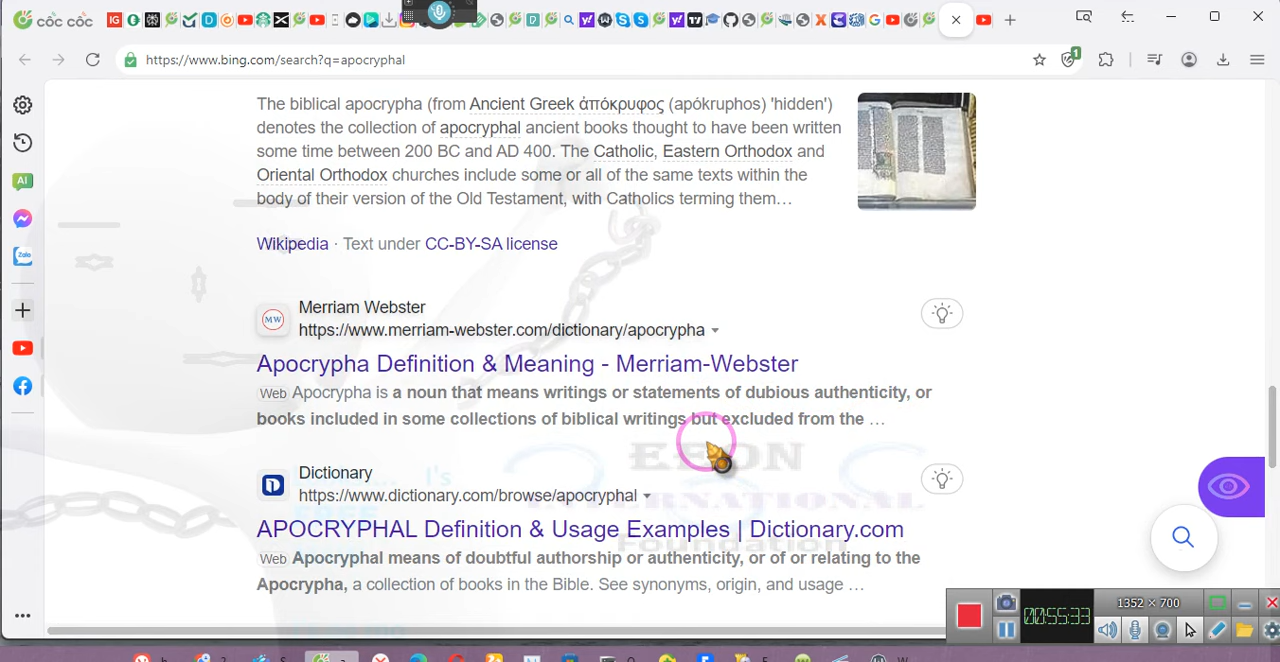 cốc cốc
https://www.bing.com/search?q=apocryphal
1
The biblical apocrypha (from Ancient Greek ἀπόκρυφος (apókruphos) 'hidden')
denotes the collection of apocryphal ancient books thought to have been written
some time between 200 BC and AD 400. The Catholic, Eastern Orthodox and
Oriental Orthodox churches include some or all of the same texts within the
body of their version of the Old Testament, with Catholics terming them…
Wikipedia · Text under CC-BY-SA license
AI
Zalo
MW
Merriam Webster
https://www.merriam-webster.com/dictionary/apocrypha
Apocrypha Definition & Meaning - Merriam-Webster
Web Apocrypha is a noun that means writings or statements of dubious authenticity, or
books included in some collections of biblical writings but excluded from the …
Dictionary
https://www.dictionary.com/browse/apocryphal
APOCRYPHAL Definition & Usage Examples | Dictionary.com
Web Apocryphal means of doubtful authorship or authenticity, or of or relating to the
Apocrypha, a collection of books in the Bible. See synonyms, origin, and usage …
I's
FREE
Foundation
00:55:33
1352 × 700